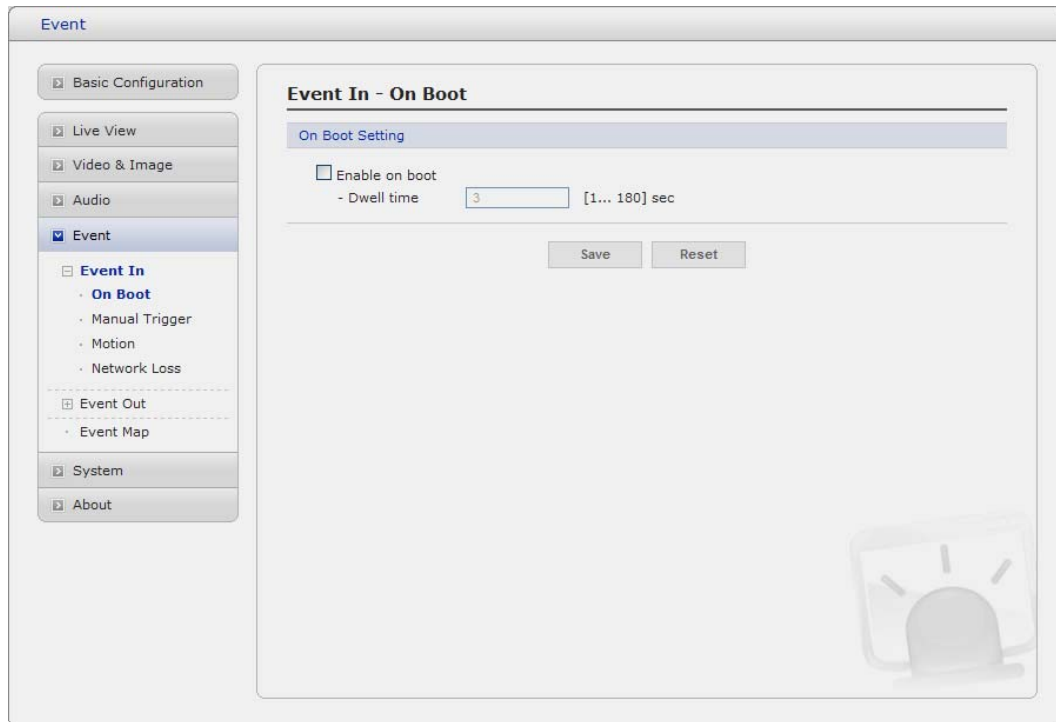 Event
Basic Configuration
Live View
Video & Image
Audio
Event
Event In
On Boot
Manual Trigger
Motion
Network Loss
Event Out
Event Map
System
About
Event In - On Boot
On Boot Setting
Enable on boot
- Dwell time 3 [1... 180] sec
Save Reset